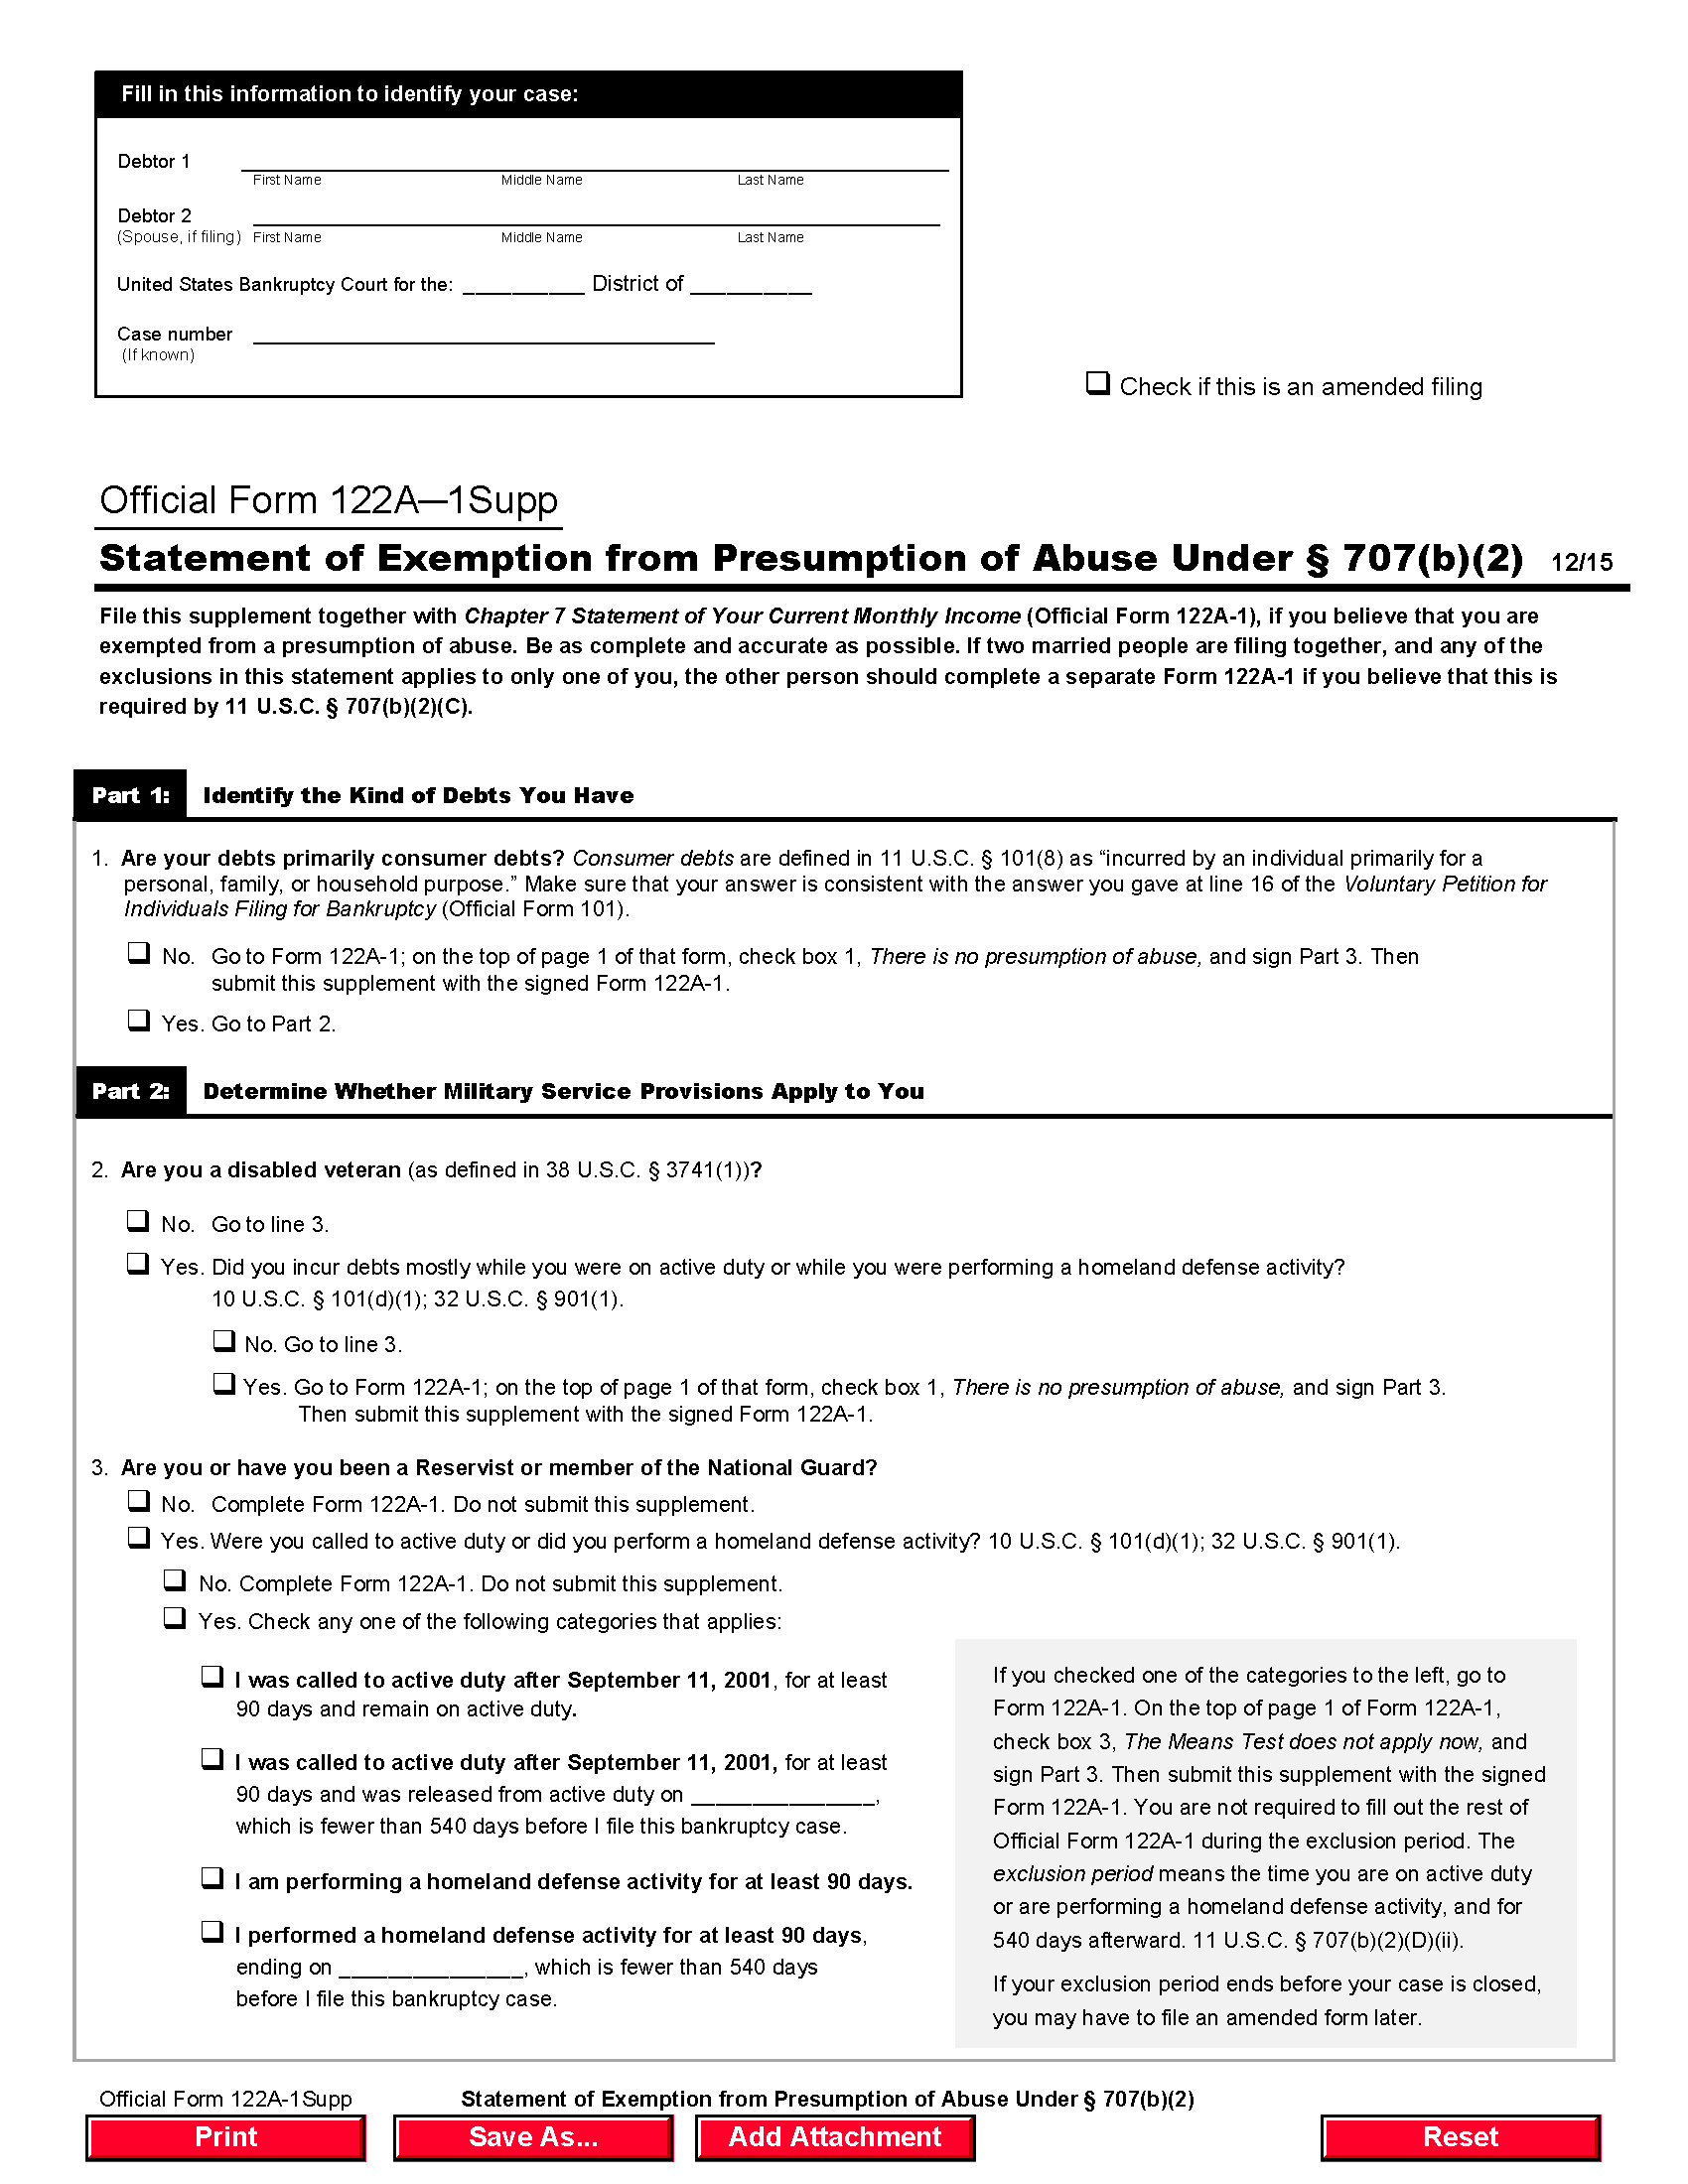 Fill in this information to identify your case:
Debtor 1 ____________________
First Name Middle Name Last Name
Debtor 2 ____________________
(Spouse, if filing) First Name Middle Name Last Name
United States Bankruptcy Court for the: __________ District of __________
Case number ____________________
(If known)
❑ Check if this is an amended filing
Official Form 122A—1Supp
Statement of Exemption from Presumption of Abuse Under § 707(b)(2) 12/15
File this supplement together with Chapter 7 Statement of Your Current Monthly Income (Official Form 122A-1), if you believe that you are
exempted from a presumption of abuse. Be as complete and accurate as possible. If two married people are filing together, and any of the
exclusions in this statement applies to only one of you, the other person should complete a separate Form 122A-1 if you believe that this is
required by 11 U.S.C. § 707(b)(2)(C).
Part 1: Identify the Kind of Debts You Have
1. Are your debts primarily consumer debts? Consumer debts are defined in 11 U.S.C. § 101(8) as “incurred by an individual primarily for a
personal, family, or household purpose.” Make sure that your answer is consistent with the answer you gave at line 16 of the Voluntary Petition for
Individuals Filing for Bankruptcy (Official Form 101).
❑ No. Go to Form 122A-1; on the top of page 1 of that form, check box 1, There is no presumption of abuse, and sign Part 3. Then
submit this supplement with the signed Form 122A-1.
❑ Yes. Go to Part 2.
Part 2: Determine Whether Military Service Provisions Apply to You
2. Are you a disabled veteran (as defined in 38 U.S.C. § 3741(1))?
❑ No. Go to line 3.
❑ Yes. Did you incur debts mostly while you were on active duty or while you were performing a homeland defense activity?
10 U.S.C. § 101(d)(1); 32 U.S.C. § 901(1).
❑ No. Go to line 3.
❑ Yes. Go to Form 122A-1; on the top of page 1 of that form, check box 1, There is no presumption of abuse, and sign Part 3.
Then submit this supplement with the signed Form 122A-1.
3. Are you or have you been a Reservist or member of the National Guard?
❑ No. Complete Form 122A-1. Do not submit this supplement.
❑ Yes. Were you called to active duty or did you perform a homeland defense activity? 10 U.S.C. § 101(d)(1); 32 U.S.C. § 901(1).
❑ No. Complete Form 122A-1. Do not submit this supplement.
❑ Yes. Check any one of the following categories that applies:
❑ I was called to active duty after September 11, 2001, for at least
90 days and remain on active duty.
❑ I was called to active duty after September 11, 2001, for at least
90 days and was released from active duty on _______________,
which is fewer than 540 days before I file this bankruptcy case.
❑ I am performing a homeland defense activity for at least 90 days.
❑ I performed a homeland defense activity for at least 90 days,
ending on _______________, which is fewer than 540 days
before I file this bankruptcy case.
If you checked one of the categories to the left, go to
Form 122A-1. On the top of page 1 of Form 122A-1,
check box 3, The Means Test does not apply now, and
sign Part 3. Then submit this supplement with the signed
Form 122A-1. You are not required to fill out the rest of
Official Form 122A-1 during the exclusion period. The
exclusion period means the time you are on active duty
or are performing a homeland defense activity, and for
540 days afterward. 11 U.S.C. § 707(b)(2)(D)(ii).
If your exclusion period ends before your case is closed,
you may have to file an amended form later.
Official Form 122A-1Supp Statement of Exemption from Presumption of Abuse Under § 707(b)(2)
Print Save As... Add Attachment Reset